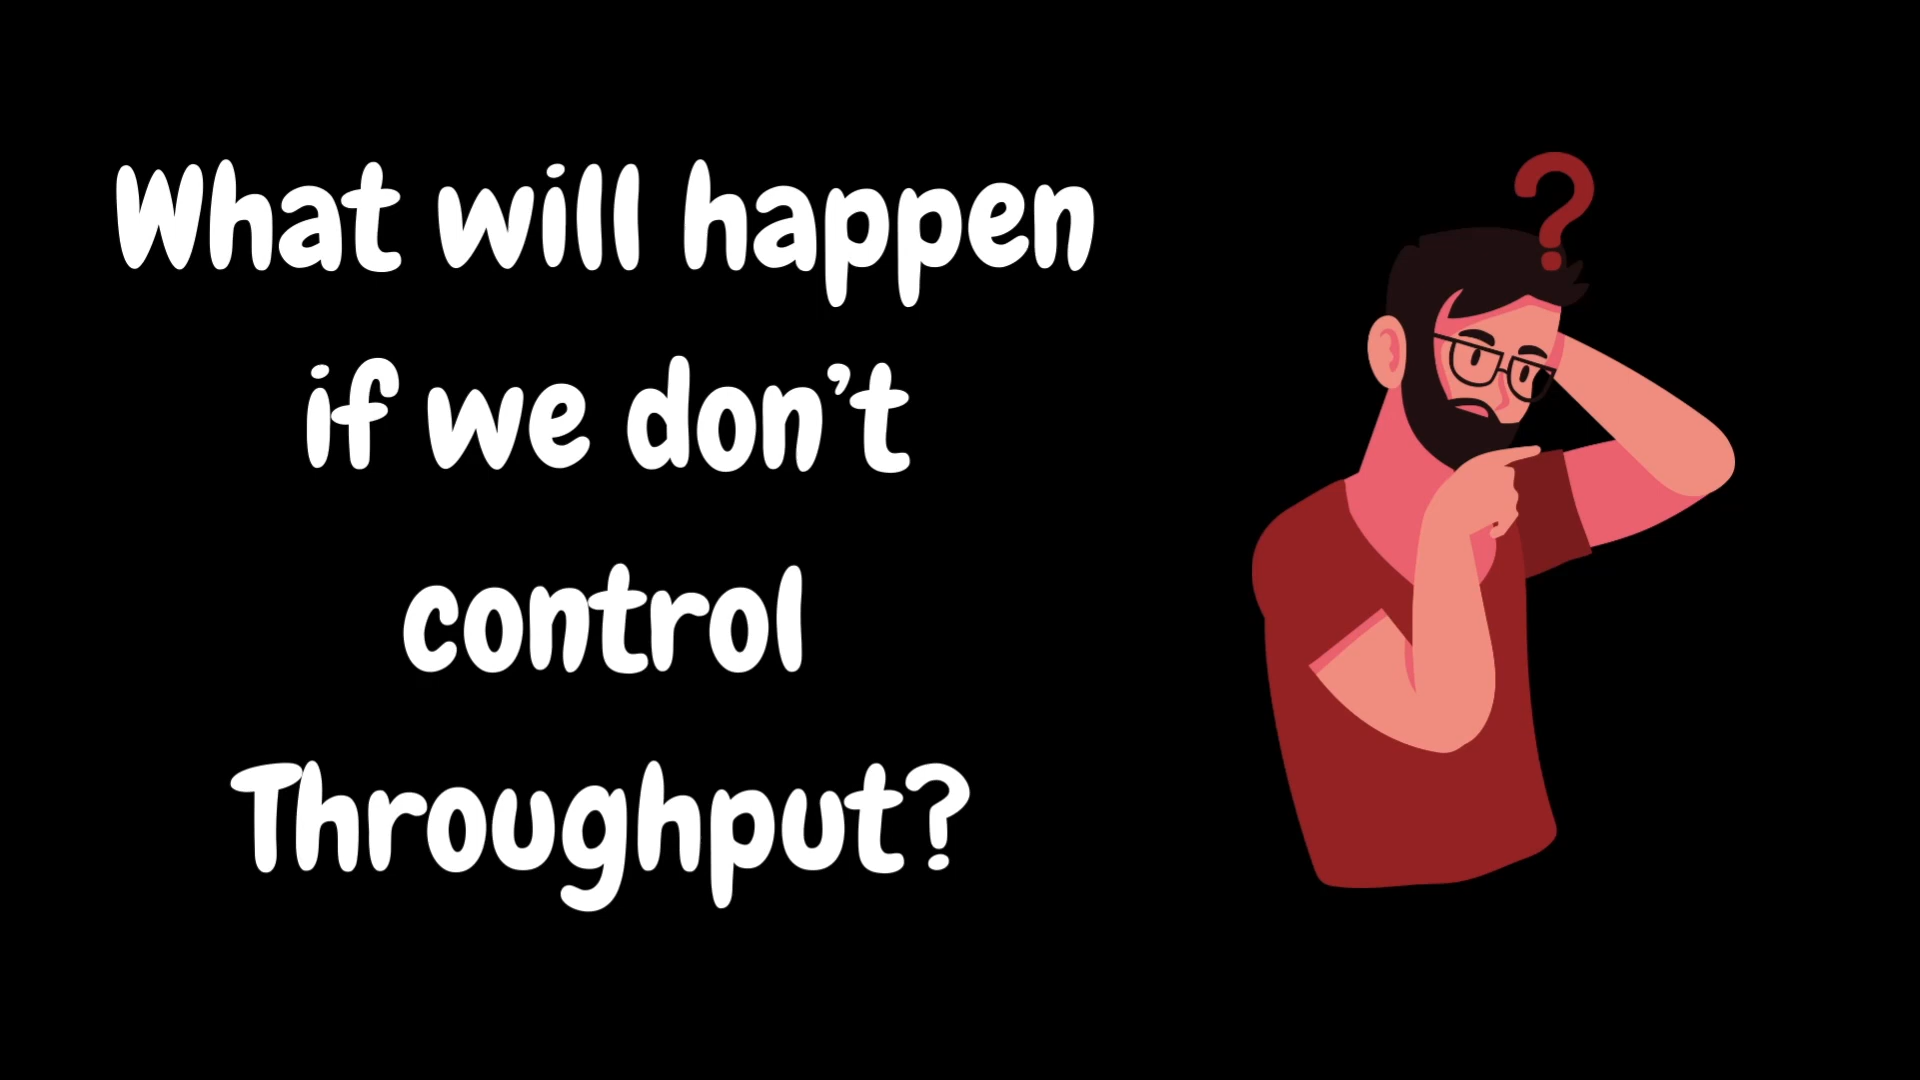 What will happen
if we don’t
control
Throughput?
?